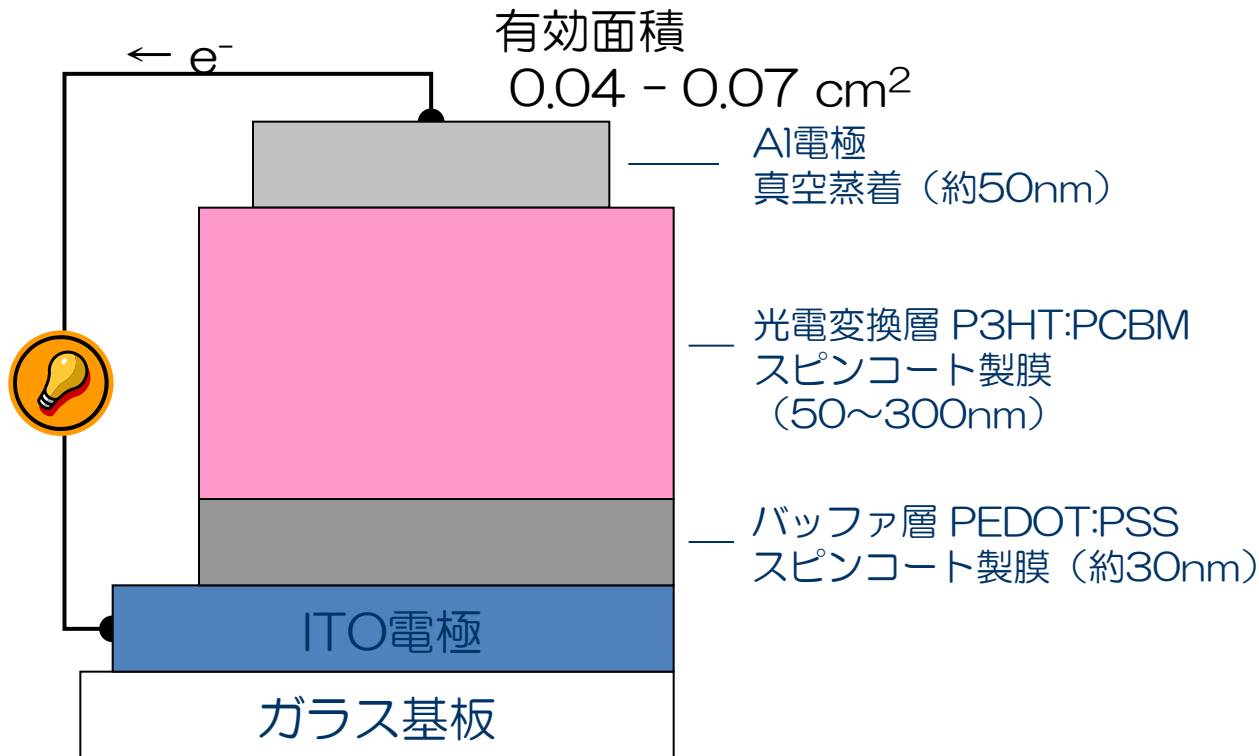 有効面積
0.04 - 0.07 cm²
← e⁻
Al電極
真空蒸着（約50nm）
光電変換層 P3HT:PCBM
スピンコート製膜
（50～300nm）
バッファ層 PEDOT:PSS
スピンコート製膜（約30nm）
ITO電極
ガラス基板